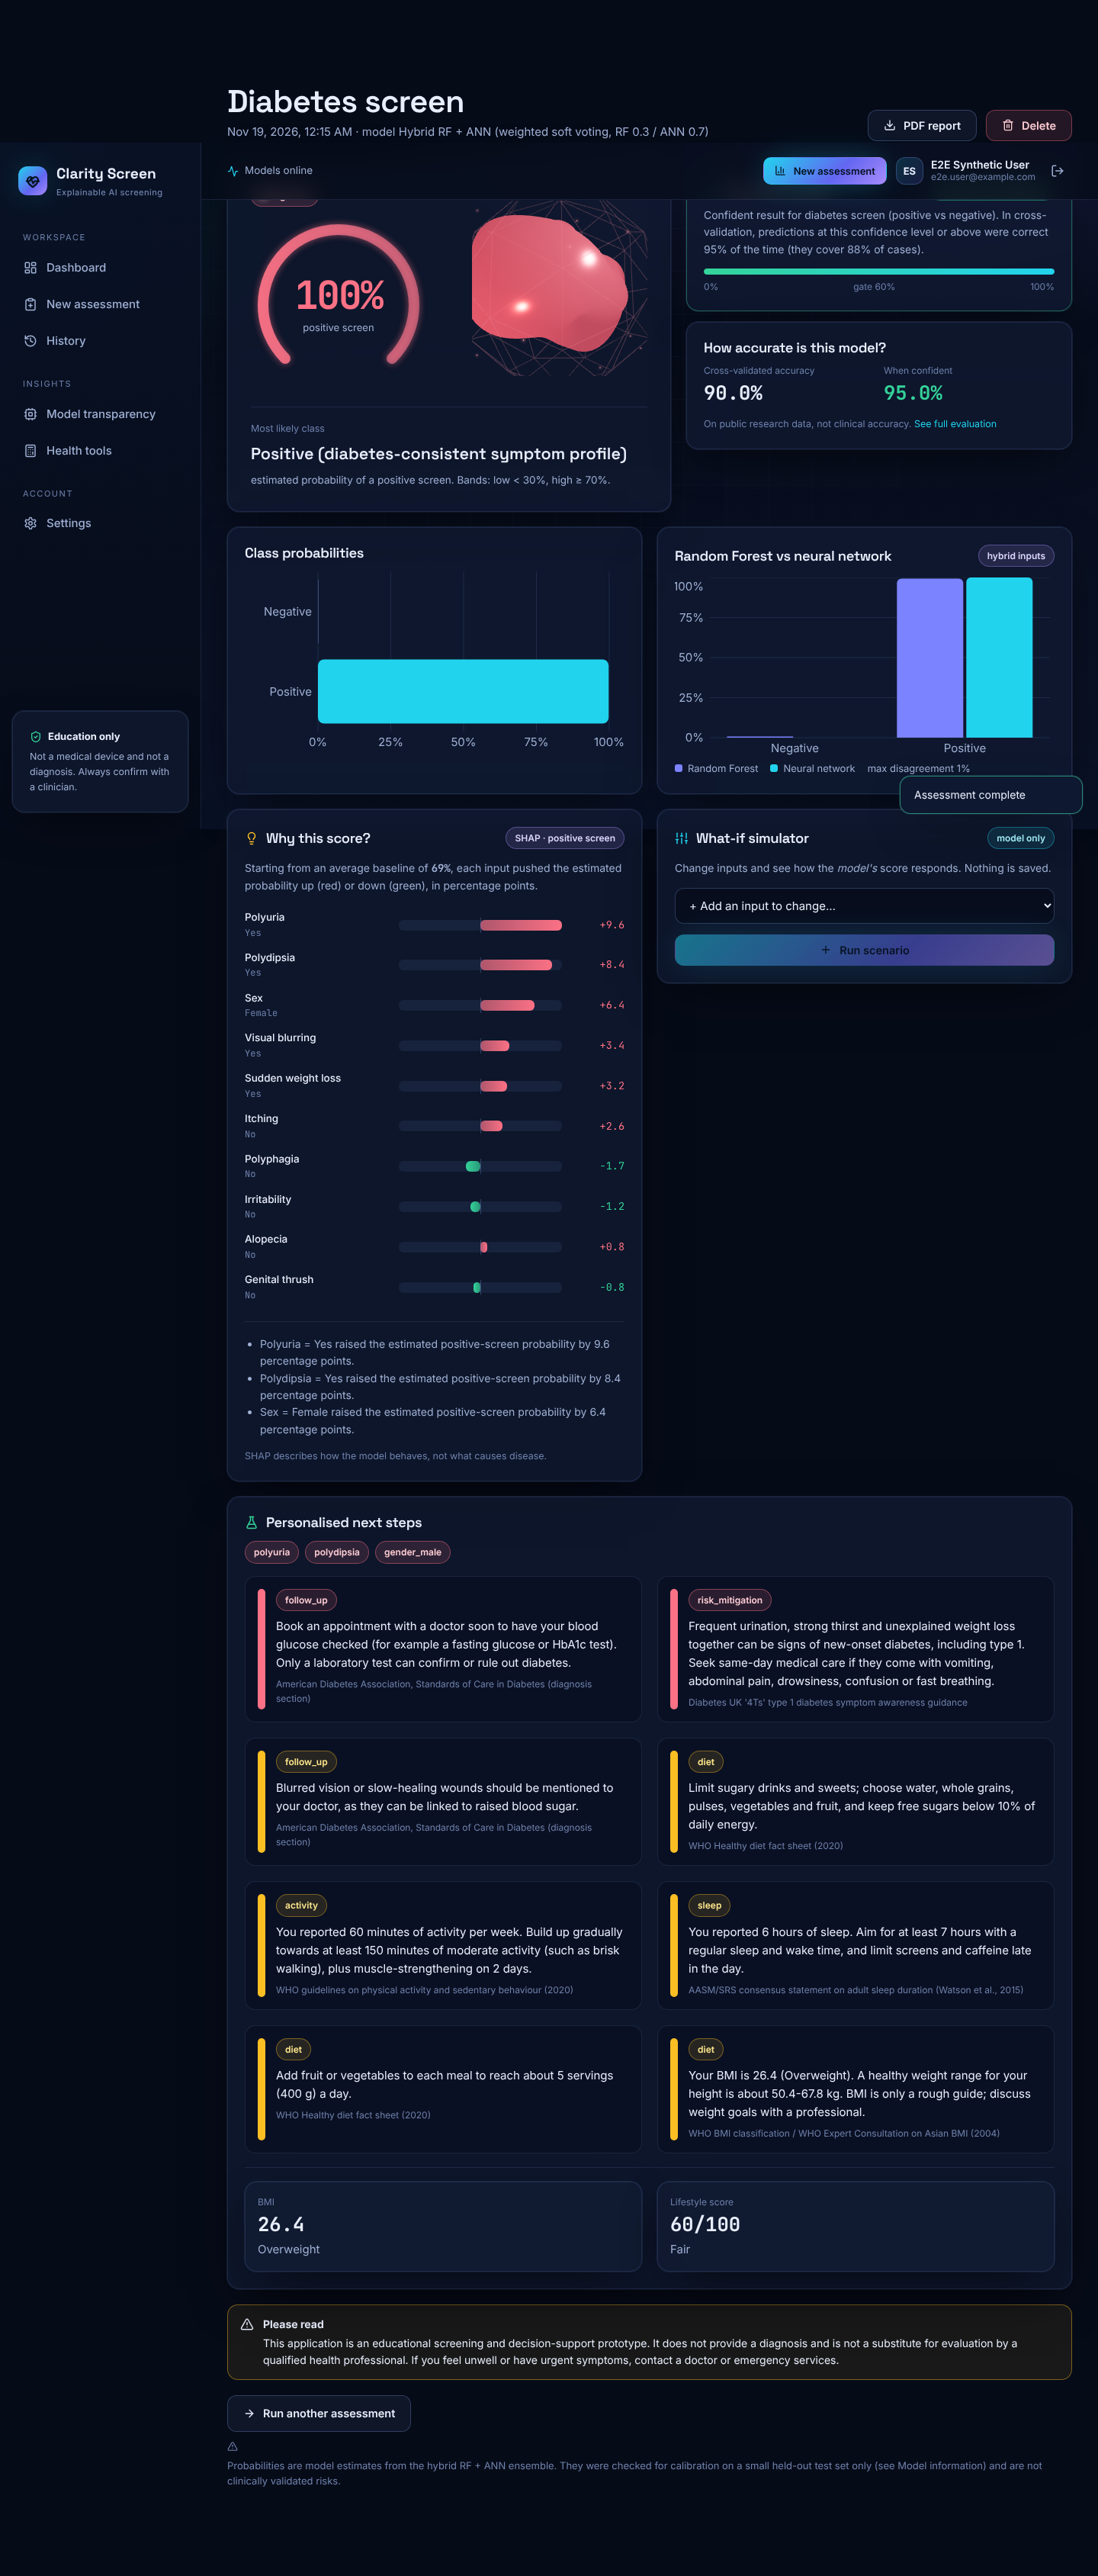 Diabetes screen
Nov 19, 2026, 12:15 AM · model Hybrid RF + ANN (weighted soft voting, RF 0.3 / ANN 0.7)
PDF report
Delete
Clarity Screen
Explainable AI screening
Models online
New assessment
ES
E2E Synthetic User
e2e.user@example.com
WORKSPACE
Dashboard
New assessment
History
INSIGHTS
Model transparency
Health tools
ACCOUNT
Settings
Education only
Not a medical device and not a
diagnosis. Always confirm with
a clinician.
100%
positive screen
Most likely class
Positive (diabetes-consistent symptom profile)
estimated probability of a positive screen. Bands: low < 30%, high ≥ 70%.
Confident result for diabetes screen (positive vs negative). In cross-
validation, predictions at this confidence level or above were correct
95% of the time (they cover 88% of cases).
0%
gate 60%
100%
How accurate is this model?
Cross-validated accuracy
When confident
90.0%
95.0%
On public research data, not clinical accuracy. See full evaluation
Class probabilities
Negative
Positive
0%
25%
50%
75%
100%
Random Forest vs neural network
hybrid inputs
100%
75%
50%
25%
0%
Negative
Positive
Random Forest
Neural network
max disagreement 1%
Assessment complete
Why this score?
SHAP · positive screen
Starting from an average baseline of 69%, each input pushed the estimated
probability up (red) or down (green), in percentage points.
Polyuria
Yes
+9.6
Polydipsia
Yes
+8.4
Sex
Female
+6.4
Visual blurring
Yes
+3.4
Sudden weight loss
Yes
+3.2
Itching
No
+2.6
Polyphagia
No
-1.7
Irritability
No
-1.2
Alopecia
No
+0.8
Genital thrush
No
-0.8
Polyuria = Yes raised the estimated positive-screen probability by 9.6
percentage points.
Polydipsia = Yes raised the estimated positive-screen probability by 8.4
percentage points.
Sex = Female raised the estimated positive-screen probability by 6.4
percentage points.
SHAP describes how the model behaves, not what causes disease.
What-if simulator
model only
Change inputs and see how the model's score responds. Nothing is saved.
+ Add an input to change...
Run scenario
Personalised next steps
polyuria
polydipsia
gender_male
follow_up
Book an appointment with a doctor soon to have your blood
glucose checked (for example a fasting glucose or HbA1c test).
Only a laboratory test can confirm or rule out diabetes.
American Diabetes Association, Standards of Care in Diabetes (diagnosis
section)
risk_mitigation
Frequent urination, strong thirst and unexplained weight loss
together can be signs of new-onset diabetes, including type 1.
Seek same-day medical care if they come with vomiting,
abdominal pain, drowsiness, confusion or fast breathing.
Diabetes UK '4Ts' type 1 diabetes symptom awareness guidance
follow_up
Blurred vision or slow-healing wounds should be mentioned to
your doctor, as they can be linked to raised blood sugar.
American Diabetes Association, Standards of Care in Diabetes (diagnosis
section)
diet
Limit sugary drinks and sweets; choose water, whole grains,
pulses, vegetables and fruit, and keep free sugars below 10% of
daily energy.
WHO Healthy diet fact sheet (2020)
activity
You reported 60 minutes of activity per week. Build up gradually
towards at least 150 minutes of moderate activity (such as brisk
walking), plus muscle-strengthening on 2 days.
WHO guidelines on physical activity and sedentary behaviour (2020)
sleep
You reported 6 hours of sleep. Aim for at least 7 hours with a
regular sleep and wake time, and limit screens and caffeine late
in the day.
AASM/SRS consensus statement on adult sleep duration (Watson et al., 2015)
diet
Add fruit or vegetables to each meal to reach about 5 servings
(400 g) a day.
WHO Healthy diet fact sheet (2020)
diet
Your BMI is 26.4 (Overweight). A healthy weight range for your
height is about 50.4-67.8 kg. BMI is only a rough guide; discuss
weight goals with a professional.
WHO BMI classification / WHO Expert Consultation on Asian BMI (2004)
BMI
26.4
Overweight
Lifestyle score
60/100
Fair
Please read
This application is an educational screening and decision-support prototype. It does not provide a diagnosis and is not a substitute for evaluation by a
qualified health professional. If you feel unwell or have urgent symptoms, contact a doctor or emergency services.
Run another assessment
Probabilities are model estimates from the hybrid RF + ANN ensemble. They were checked for calibration on a small held-out test set only (see Model information) and are not
clinically validated risks.